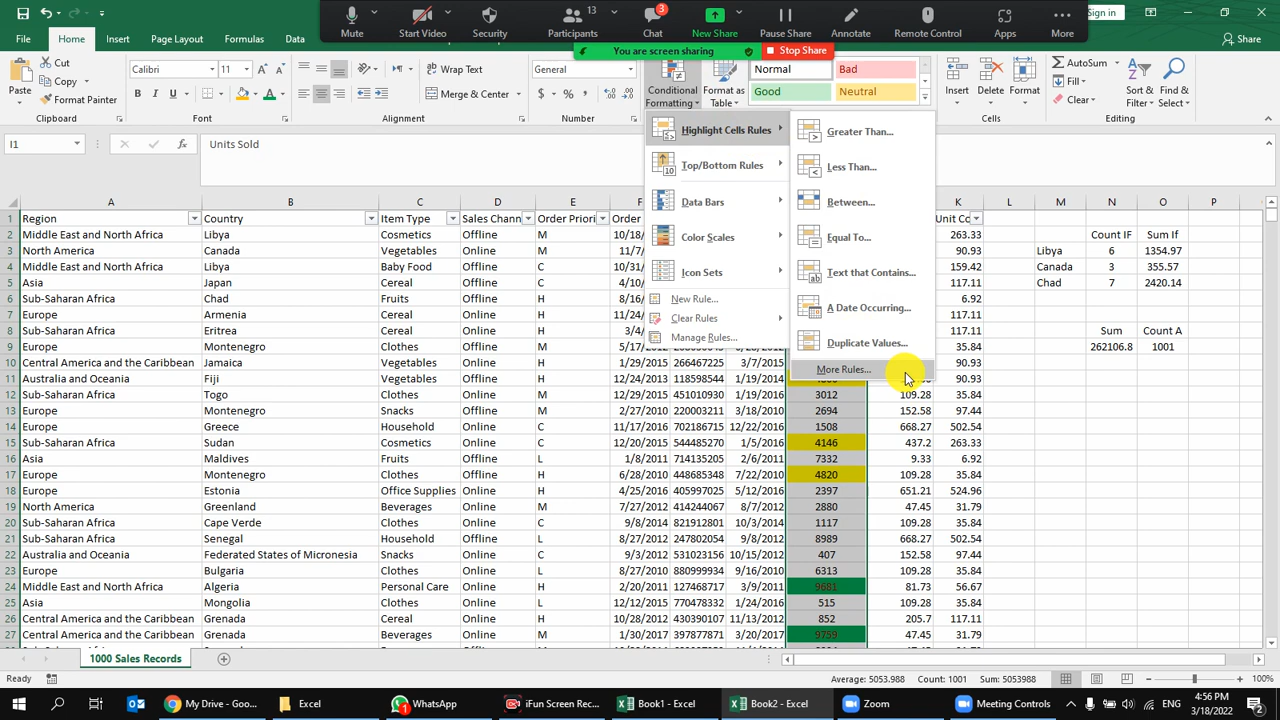 13
3
Mute
Start Video
Security
Participants
Chat
New Share
Pause Share
Annotate
Remote Control
Apps
More
Sign in
You are screen sharing
Stop Share
File
Home
Insert
Page Layout
Formulas
Data
Share
Paste
Cut
Copy
Format Painter
Clipboard
Calibri
11
B I U
Font
Wrap Text
Merge & Center
Alignment
General
$ % ,
Number
Conditional Formatting
Format as Table
Normal
Bad
Good
Neutral
Insert
Delete
Format
Cells
AutoSum
Fill
Clear
Sort & Filter
Find & Select
Editing
I1
fx
Units Sold
Highlight Cells Rules
Top/Bottom Rules
Data Bars
Color Scales
Icon Sets
New Rule...
Clear Rules
Manage Rules...
Greater Than...
Less Than...
Between...
Equal To...
Text that Contains...
A Date Occurring...
Duplicate Values...
More Rules...
A B C D E F K L M N O P
1 Region Country Item Type Sales Chann Order Priori Order Unit Co
2 Middle East and North Africa Libya Cosmetics Offline M 10/18/ 263.33 Count IF Sum If
3 North America Canada Vegetables Online M 11/7/ 90.93 Libya 6 1354.97
4 Middle East and North Africa Libya Baby Food Offline C 10/31/ 159.42 Canada 3 355.57
5 Asia Japan Cereal Offline C 4/10/ 117.11 Chad 7 2420.14
6 Sub-Saharan Africa Chad Fruits Offline H 8/16/ 6.92
7 Europe Armenia Cereal Online H 11/24/ 117.11
8 Sub-Saharan Africa Eritrea Cereal Online H 3/4/ 117.11 Sum Count A
9 Europe Montenegro Clothes Offline M 5/17/ 35.84 262106.8 1001
10 Central America and the Caribbean Jamaica Vegetables Online H 1/29/2015 266467225 3/7/2015 90.93
11 Australia and Oceania Fiji Vegetables Offline H 12/24/2013 118598544 1/19/2014 90.93
12 Sub-Saharan Africa Togo Clothes Online M 12/29/2015 451010930 1/19/2016 3012 109.28 35.84
13 Europe Montenegro Snacks Offline M 2/27/2010 220003211 3/18/2010 2694 152.58 97.44
14 Europe Greece Household Online C 11/17/2016 702186715 12/22/2016 1508 668.27 502.54
15 Sub-Saharan Africa Sudan Cosmetics Online C 12/20/2015 544485270 1/5/2016 4146 437.2 263.33
16 Asia Maldives Fruits Offline L 1/8/2011 714135205 2/6/2011 7332 9.33 6.92
17 Europe Montenegro Clothes Offline H 6/28/2010 448685348 7/22/2010 4820 109.28 35.84
18 Europe Estonia Office Supplies Online H 4/25/2016 405997025 5/12/2016 2397 651.21 524.96
19 North America Greenland Beverages Online M 7/27/2012 414244067 8/7/2012 2880 47.45 31.79
20 Sub-Saharan Africa Cape Verde Clothes Online C 9/8/2014 821912801 10/3/2014 1117 109.28 35.84
21 Sub-Saharan Africa Senegal Household Offline L 8/27/2012 247802054 9/8/2012 8989 668.27 502.54
22 Australia and Oceania Federated States of Micronesia Snacks Online C 9/3/2012 531023156 10/15/2012 407 152.58 97.44
23 Europe Bulgaria Clothes Online L 8/27/2010 880999934 9/16/2010 6313 109.28 35.84
24 Middle East and North Africa Algeria Personal Care Online H 2/20/2011 127468717 3/9/2011 9681 81.73 56.67
25 Asia Mongolia Clothes Online L 12/12/2015 770478332 1/24/2016 515 109.28 35.84
26 Central America and the Caribbean Grenada Cereal Online H 10/28/2012 430390107 11/13/2012 852 205.7 117.11
27 Central America and the Caribbean Grenada Beverages Online M 1/30/2017 397877871 3/20/2017 9759 47.45 31.79
1000 Sales Records
Ready
Average: 5053.988 Count: 1001 Sum: 5053988
100%
My Drive - Goo...
Excel
WhatsApp
iFun Screen Rec...
Book1 - Excel
Book2 - Excel
Zoom
Meeting Controls
ENG
4:56 PM
3/18/2022